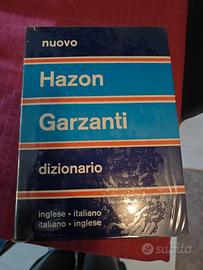 nuovo
Hazon
Garzanti
dizionario
inglese • italiano
italiano • inglese
subito